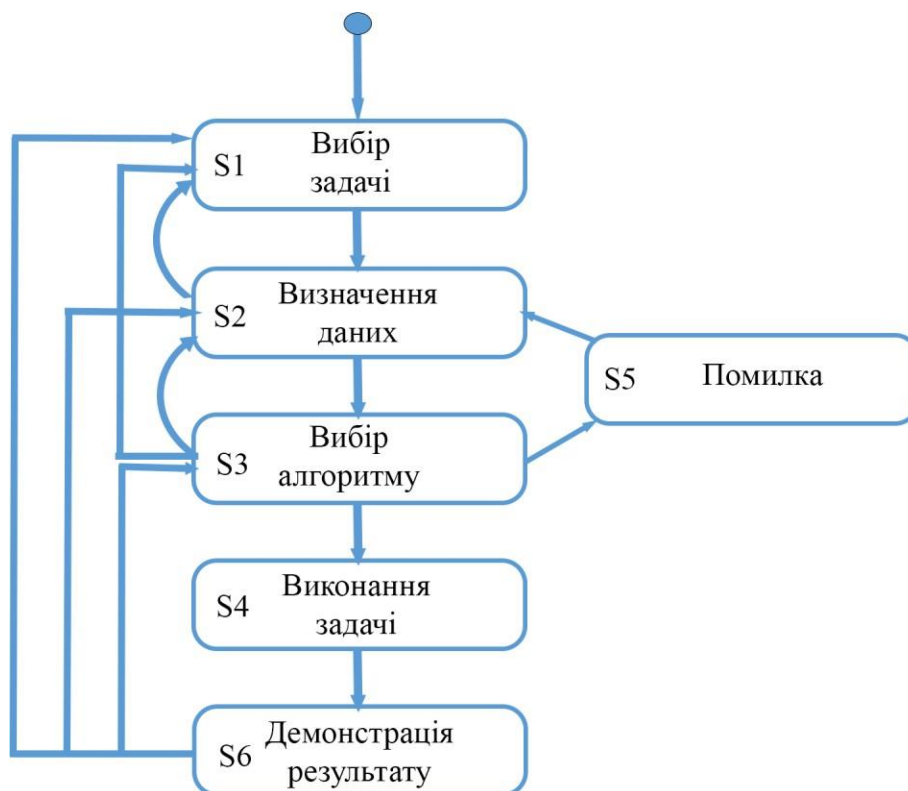 S1 Вибір
задачі
S2 Визначення
даних
S5 Помилка
S3 Вибір
алгоритму
S4 Виконання
задачі
S6 Демонстрація
результату